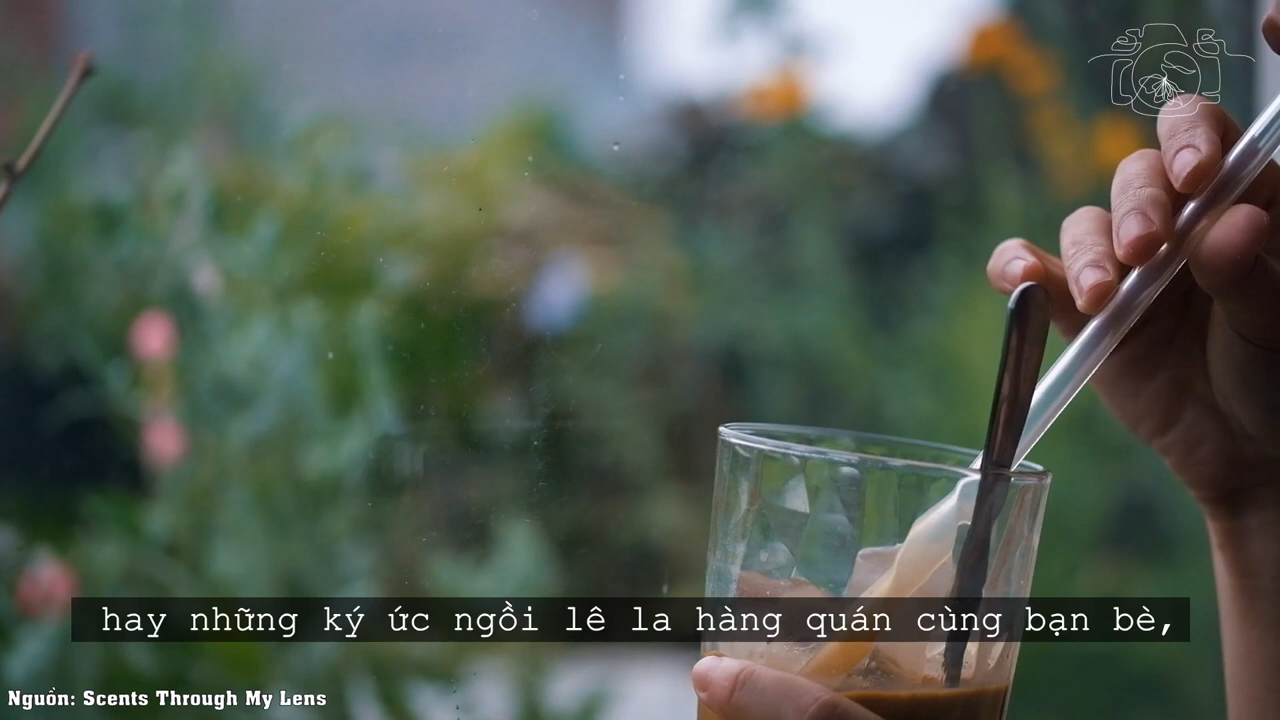 hay những ký ức ngồi lê la hàng quán cùng bạn bè,
Nguồn: Scents Through My Lens